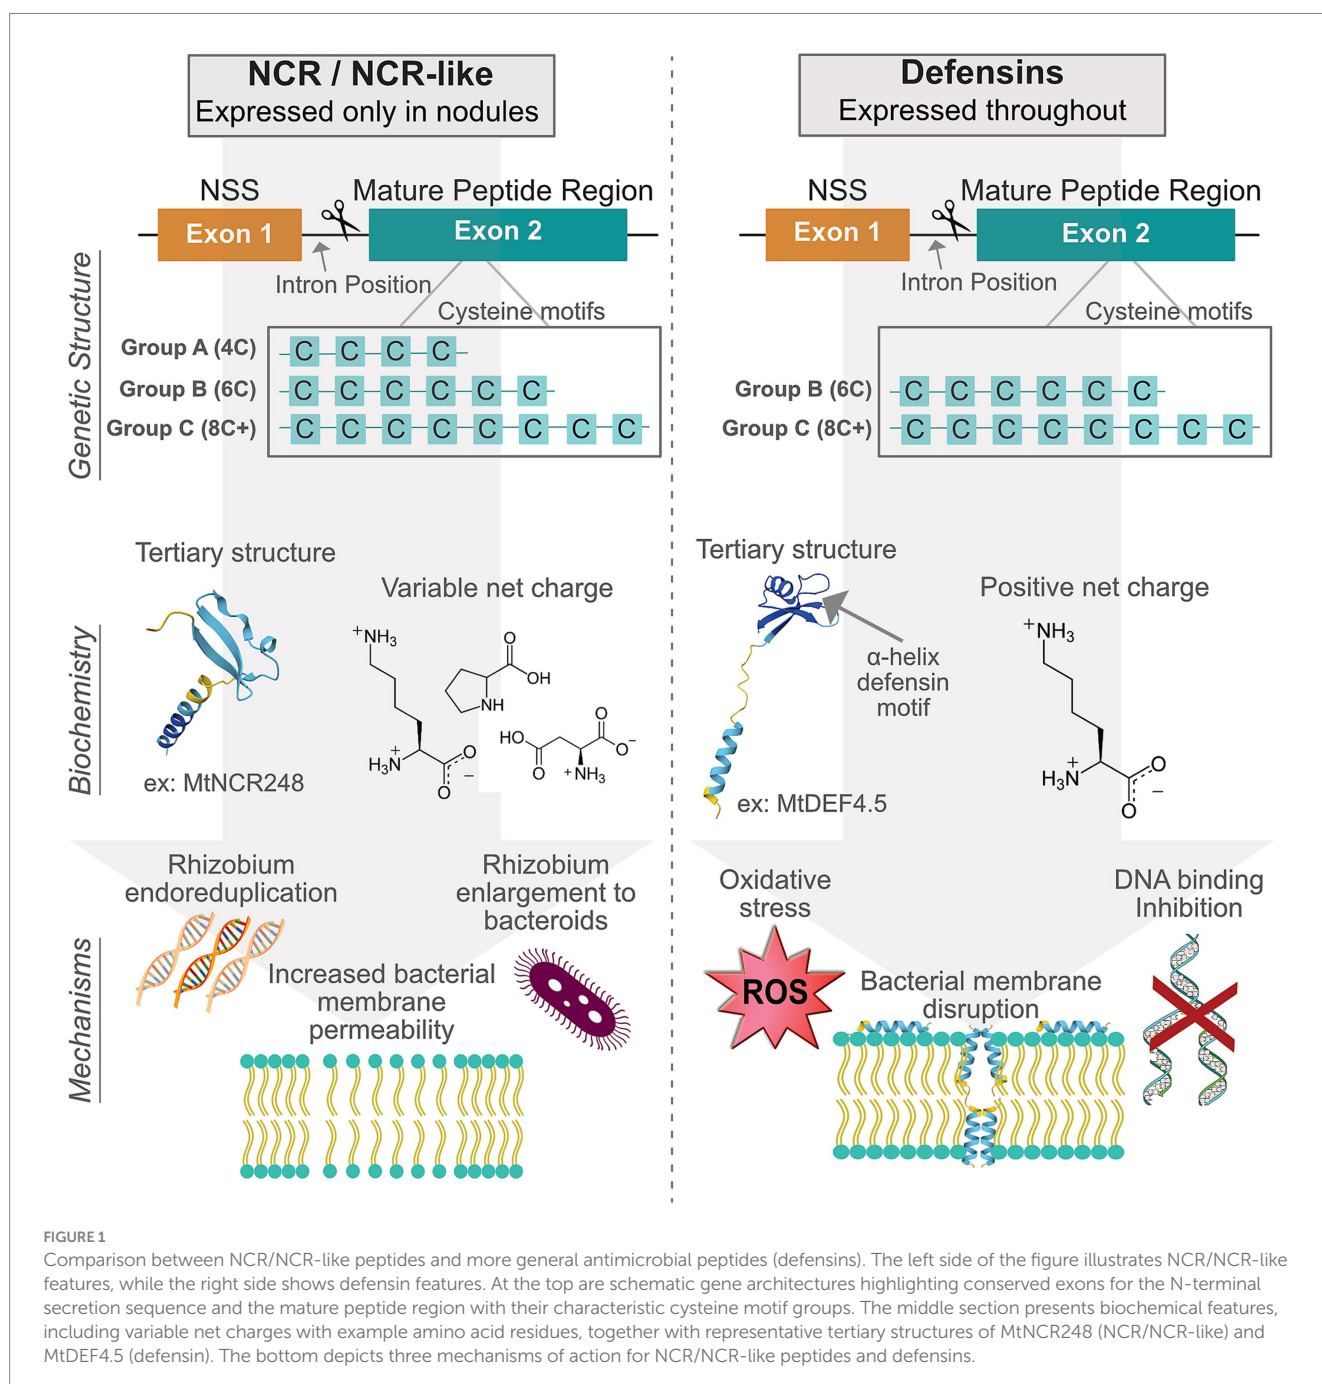 NCR / NCR-like
Expressed only in nodules
NSS
Mature Peptide Region
Exon 1
Exon 2
Intron Position
Cysteine motifs
Genetic Structure
Group A (4C)
C C C C
Group B (6C)
C C C C C C
Group C (8C+)
C C C C C C C C
Defensins
Expressed throughout
NSS
Mature Peptide Region
Exon 1
Exon 2
Intron Position
Cysteine motifs
Group B (6C)
C C C C C C
Group C (8C+)
C C C C C C C C
Biochemistry
Tertiary structure
ex: MtNCR248
Variable net charge
+NH3
H3N+
O
O−
O
OH
NH
HO
O
O
O−
+NH3
Tertiary structure
α-helix
defensin
motif
ex: MtDEF4.5
Positive net charge
+NH3
H3N+
O
O−
Mechanisms
Rhizobium
endoreduplication
Increased bacterial
membrane
permeability
Rhizobium
enlargement to
bacteroids
Oxidative
stress
ROS
Bacterial membrane
disruption
DNA binding
Inhibition
FIGURE 1
Comparison between NCR/NCR-like peptides and more general antimicrobial peptides (defensins). The left side of the figure illustrates NCR/NCR-like
features, while the right side shows defensin features. At the top are schematic gene architectures highlighting conserved exons for the N-terminal
secretion sequence and the mature peptide region with their characteristic cysteine motif groups. The middle section presents biochemical features,
including variable net charges with example amino acid residues, together with representative tertiary structures of MtNCR248 (NCR/NCR-like) and
MtDEF4.5 (defensin). The bottom depicts three mechanisms of action for NCR/NCR-like peptides and defensins.